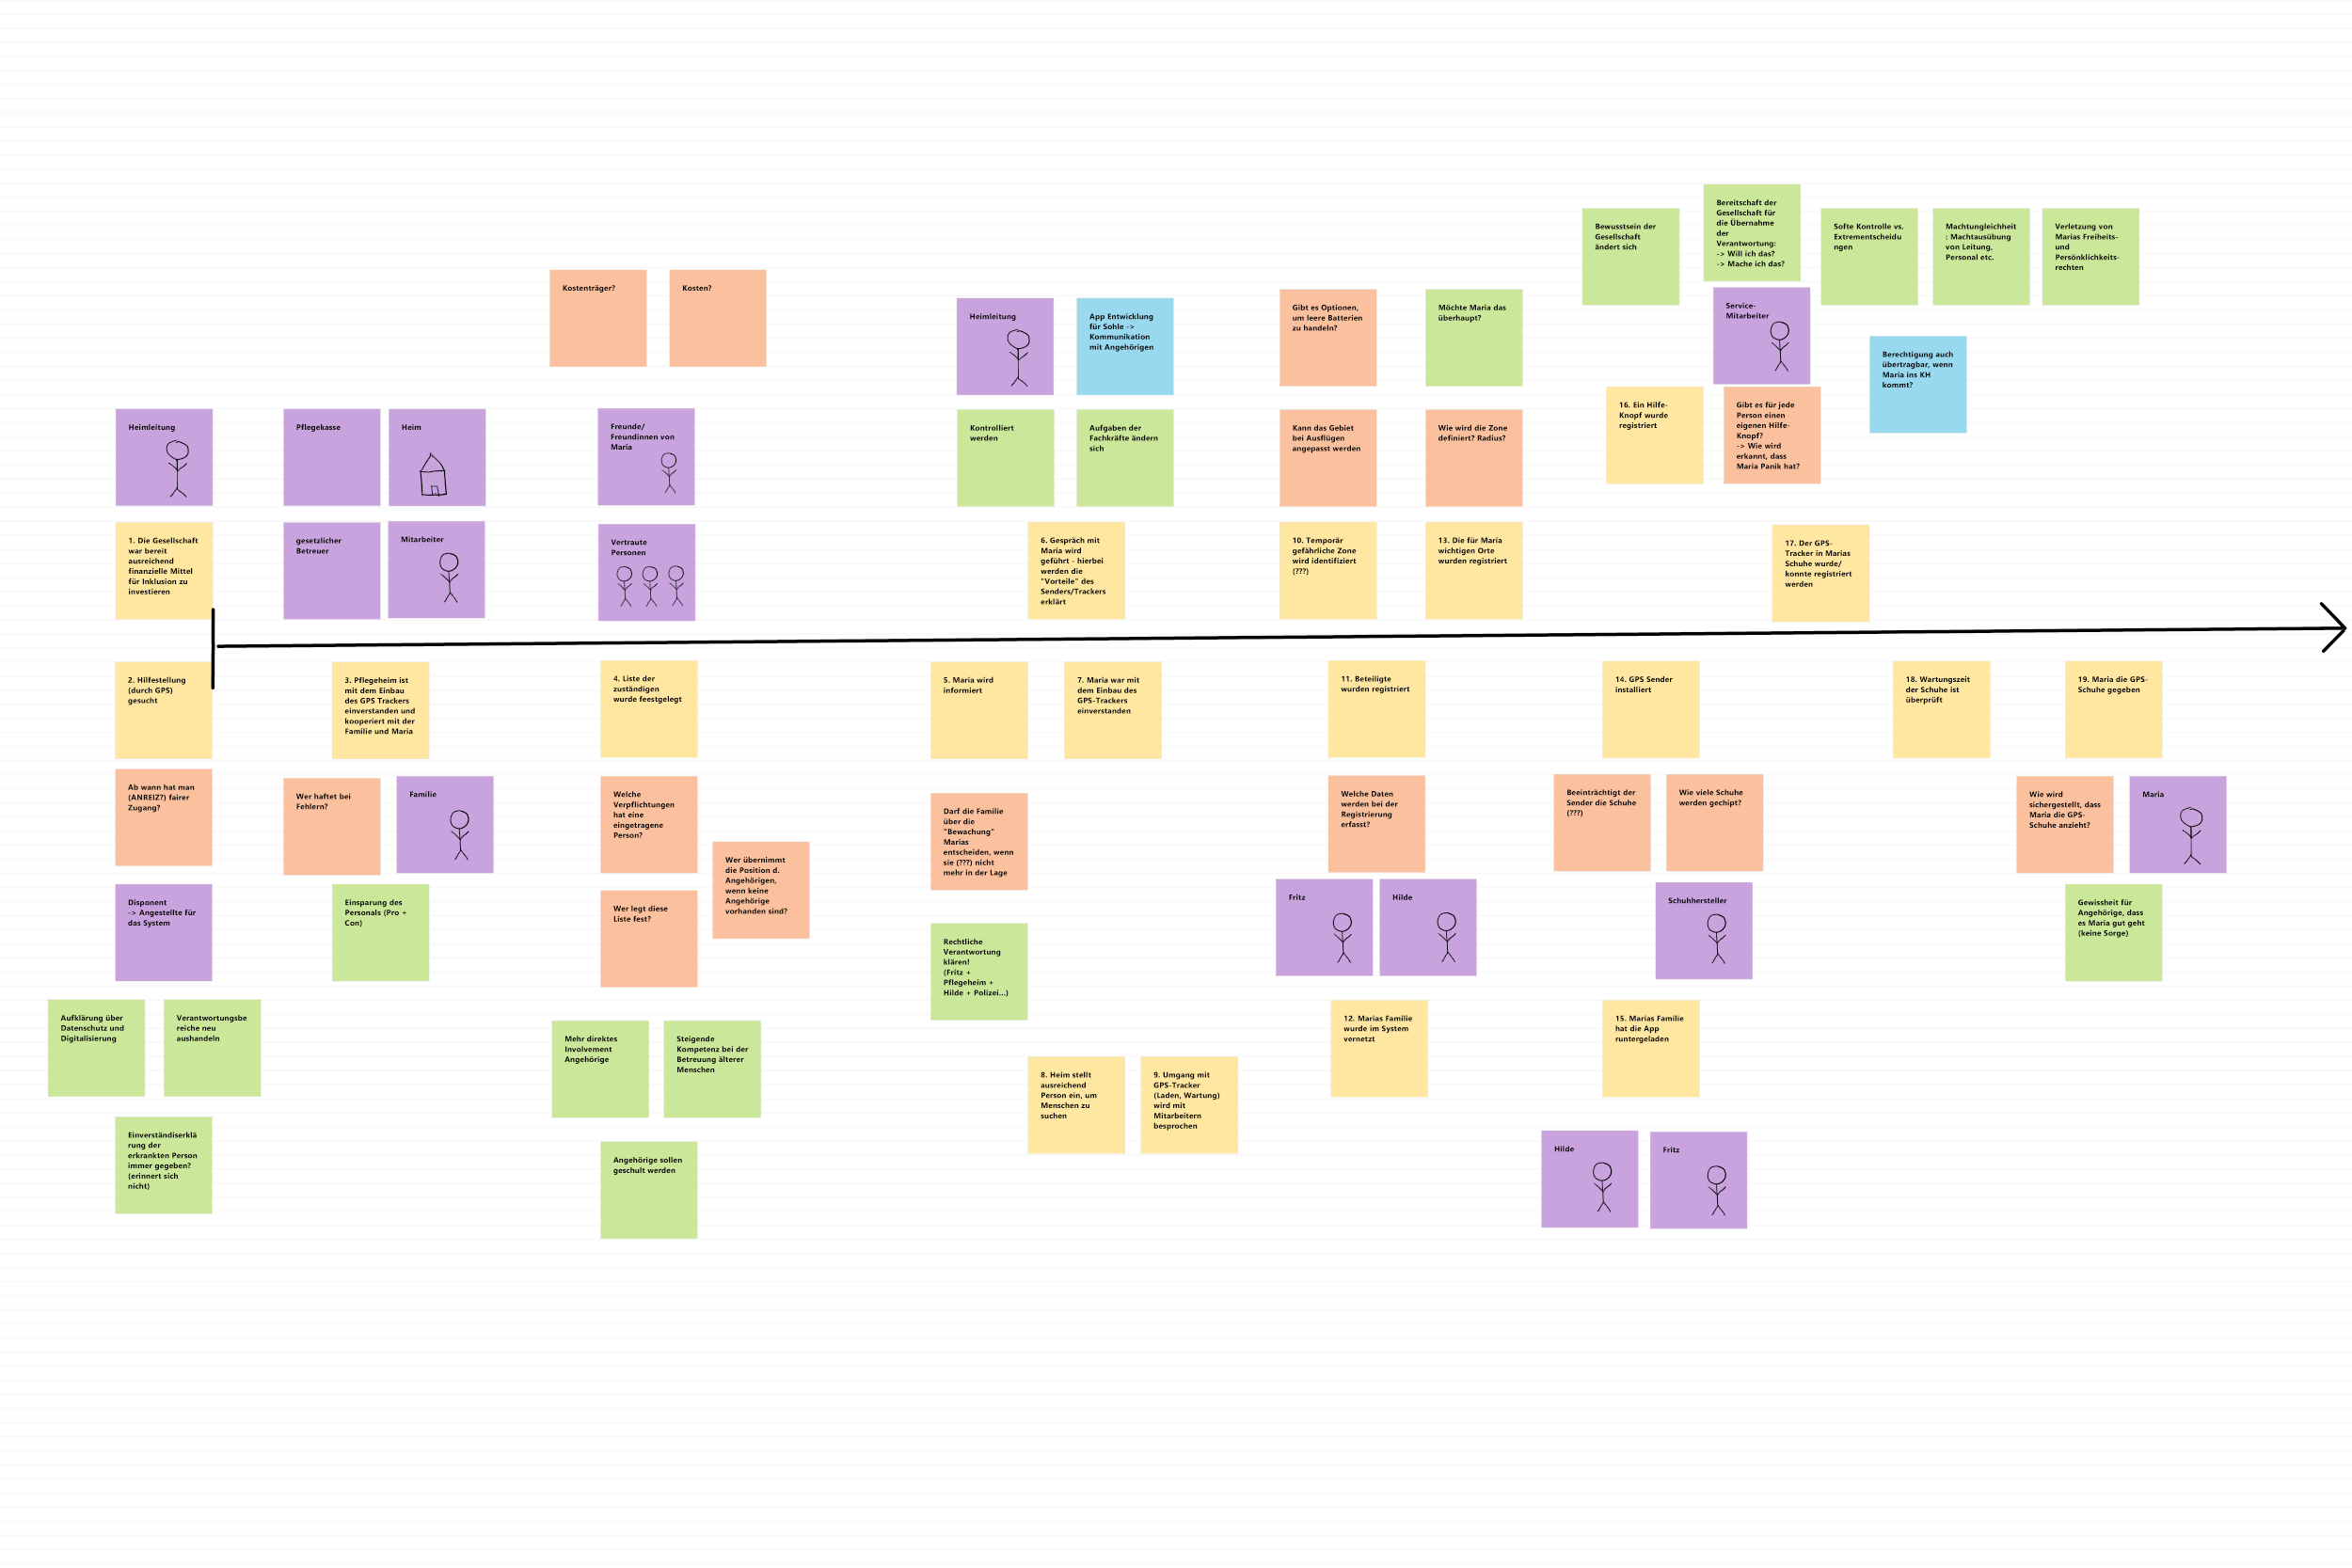 Bewusstsein der
Gesellschaft
ändert sich
Bereitschaft der
Gesellschaft für
die Übernahme
der
Verantwortung:
-> Will ich das?
-> Mache ich das?
Softe Kontrolle vs.
Extrementscheidu
ngen
Machtungleichheit
: Machtausübung
von Leitung,
Personal etc.
Verletzung von
Marias Freiheits-
und
Persönklichkeits-
rechten
Kostenträger?
Kosten?
Heimleitung
App Entwicklung
für Sohle ->
Kommunikation
mit Angehörigen
Gibt es Optionen,
um leere Batterien
zu handeln?
Möchte Maria das
überhaupt?
Service-
Mitarbeiter
Berechtigung auch
übertragbar, wenn
Maria ins KH
kommt?
16. Ein Hilfe-
Knopf wurde
registriert
Gibt es für jede
Person einen
eigenen Hilfe-
Knopf?
-> Wie wird
erkannt, dass
Maria Panik hat?
Heimleitung
Pflegekasse
Heim
Freunde/
Freundinnen von
Maria
Kontrolliert
werden
Aufgaben der
Fachkräfte ändern
sich
Kann das Gebiet
bei Ausflügen
angepasst werden
Wie wird die Zone
definiert? Radius?
1. Die Gesellschaft
war bereit
ausreichend
finanzielle Mittel
für Inklusion zu
investieren
gesetzlicher
Betreuer
Mitarbeiter
Vertraute
Personen
6. Gespräch mit
Maria wird
geführt - hierbei
werden die
"Vorteile" des
Senders/Trackers
erklärt
10. Temporär
gefährliche Zone
wird identifiziert
(???)
13. Die für Maria
wichtigen Orte
wurden registriert
17. Der GPS-
Tracker in Marias
Schuhe wurde/
konnte registriert
werden
2. Hilfestellung
(durch GPS)
gesucht
3. Pflegeheim ist
mit dem Einbau
des GPS Trackers
einverstanden und
kooperiert mit der
Familie und Maria
4. Liste der
zuständigen
wurde feestgelegt
5. Maria wird
informiert
7. Maria war mit
dem Einbau des
GPS-Trackers
einverstanden
11. Beteiligte
wurden registriert
14. GPS Sender
installiert
18. Wartungszeit
der Schuhe ist
überprüft
19. Maria die GPS-
Schuhe gegeben
Ab wann hat man
(ANREIZ?) fairer
Zugang?
Wer haftet bei
Fehlern?
Familie
Welche
Verpflichtungen
hat eine
eingetragene
Person?
Wer übernimmt
die Position d.
Angehörigen,
wenn keine
Angehörige
vorhanden sind?
Darf die Familie
über die
"Bewachung"
Marias
entscheiden, wenn
sie (???) nicht
mehr in der Lage
Welche Daten
werden bei der
Registrierung
erfasst?
Beeinträchtigt der
Sender die Schuhe
(???)
Wie viele Schuhe
werden gechipt?
Wie wird
sichergestellt, dass
Maria die GPS-
Schuhe anzieht?
Maria
Disponent
-> Angestellte für
das System
Einsparung des
Personals (Pro +
Con)
Wer legt diese
Liste fest?
Rechtliche
Verantwortung
klären!
(Fritz +
Pflegeheim +
Hilde + Polizei...)
Fritz
Hilde
Schuhhersteller
Gewissheit für
Angehörige, dass
es Maria gut geht
(keine Sorge)
Aufklärung über
Datenschutz und
Digitalisierung
Verantwortungsbe
reiche neu
aushandeln
Mehr direktes
Involvement
Angehörige
Steigende
Kompetenz bei der
Betreuung älterer
Menschen
8. Heim stellt
ausreichend
Person ein, um
Menschen zu
suchen
9. Umgang mit
GPS-Tracker
(Laden, Wartung)
wird mit
Mitarbeitern
besprochen
12. Marias Familie
wurde im System
vernetzt
15. Marias Familie
hat die App
runtergeladen
Einverständiserklä
rung der
erkrankten Person
immer gegeben?
(erinnert sich
nicht)
Angehörige sollen
geschult werden
Hilde
Fritz